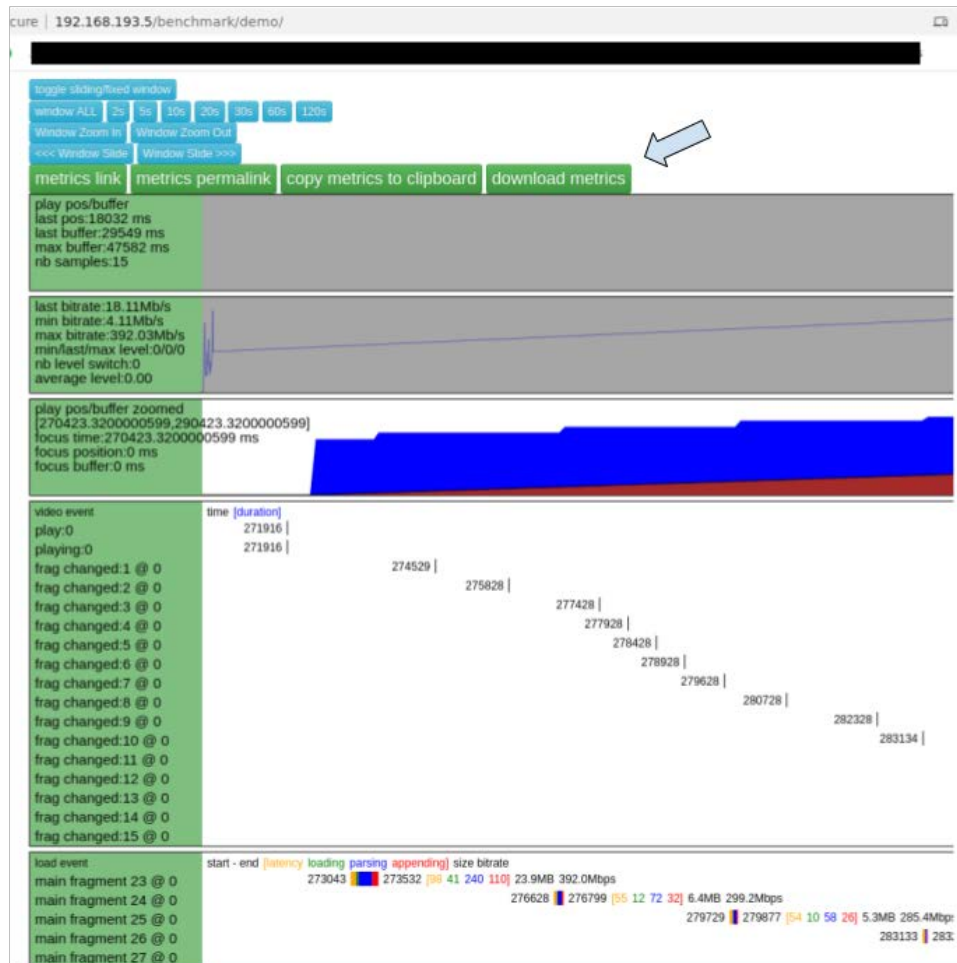 cure | 192.168.193.5/benchmark/demo/
toggle sliding/fixed window
window ALL 2s 5s 10s 20s 30s 60s 120s
Window Zoom In Window Zoom Out
<<< Window Slide Window Slide >>>
metrics link metrics permalink copy metrics to clipboard download metrics
play pos/buffer
last pos:18032 ms
last buffer:29549 ms
max buffer:47582 ms
nb samples:15
last bitrate:18.11Mb/s
min bitrate:4.11Mb/s
max bitrate:392.03Mb/s
min/last/max level:0/0/0
nb level switch:0
average level:0.00
play pos/buffer zoomed
[270423.3200000599,290423.3200000599]
focus time:270423.3200000599 ms
focus position:0 ms
focus buffer:0 ms
video event time [duration]
play:0 271916
playing:0 271916
frag changed:1 @ 0 274529
frag changed:2 @ 0 275828
frag changed:3 @ 0 277428
frag changed:4 @ 0 277928
frag changed:5 @ 0 278428
frag changed:6 @ 0 278928
frag changed:7 @ 0 279628
frag changed:8 @ 0 280728
frag changed:9 @ 0 282328
frag changed:10 @ 0 283134
frag changed:11 @ 0
frag changed:12 @ 0
frag changed:13 @ 0
frag changed:14 @ 0
frag changed:15 @ 0
load event start - end [latency loading parsing appending] size bitrate
main fragment 23 @ 0 273043 273532 [98 41 240 110] 23.9MB 392.0Mbps
main fragment 24 @ 0 276628 276799 [55 12 72 32] 6.4MB 299.2Mbps
main fragment 25 @ 0 279729 279877 [54 10 58 26] 5.3MB 285.4Mbp
main fragment 26 @ 0 283133 283
main fragment 27 @ 0